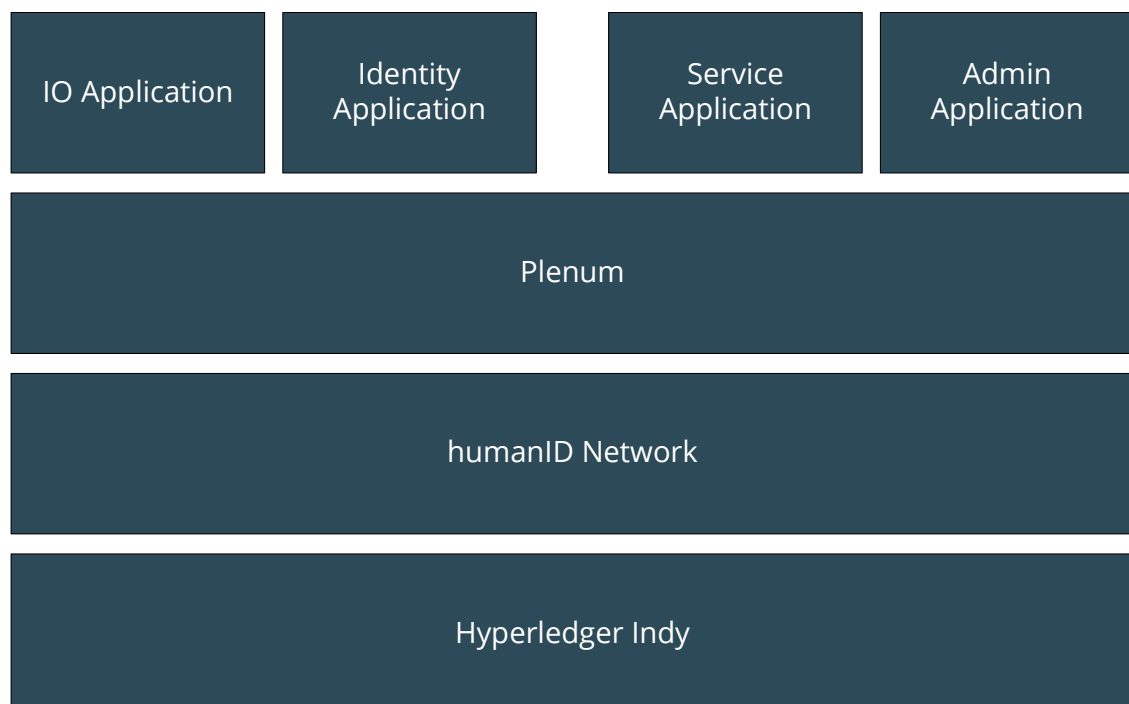 IO Application
Identity
Application
Service
Application
Admin
Application
Plenum
humanID Network
Hyperledger Indy